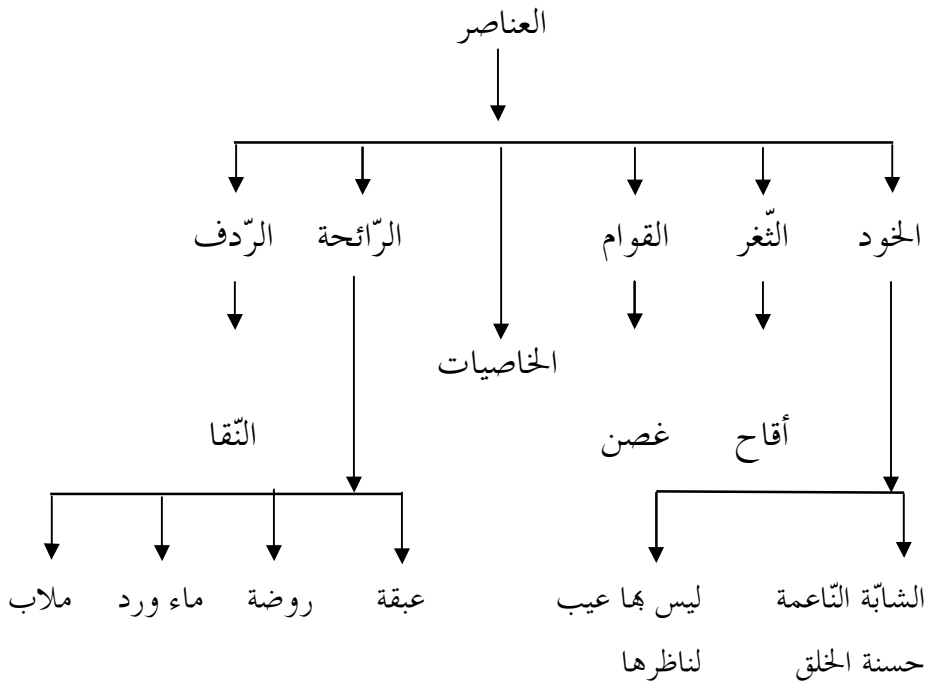 العناصر
الخود الثّغر القوام الرّائحة الرّدف
الخاصيات
أقاح غصن النّقا
الشابّة النّاعمة ليس بها عيب عبقة روضة ماء ورد ملاب
حسنة الخلق لناظرها